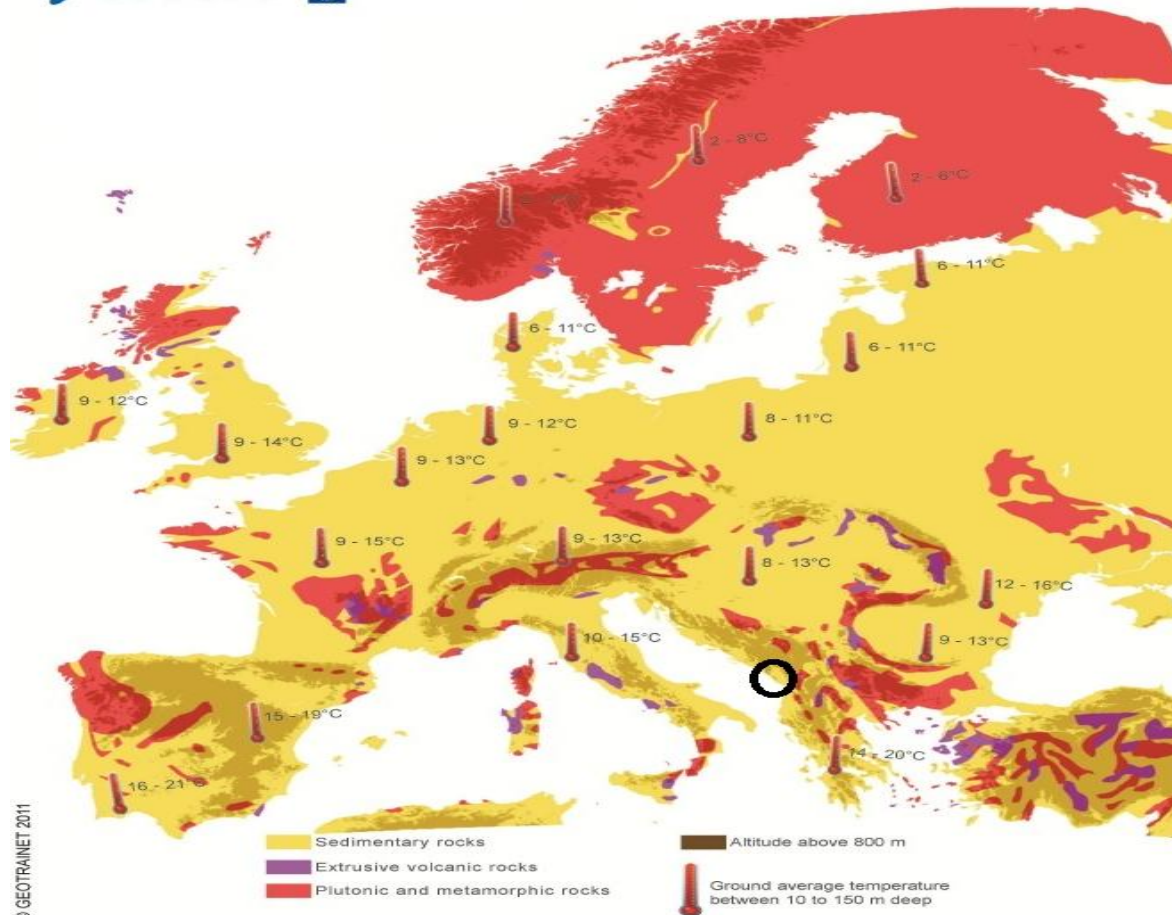 2 - 8°C
2 - 6°C
6 - 11°C
6 - 11°C
6 - 11°C
9 - 12°C
9 - 12°C
8 - 11°C
9 - 14°C
9 - 13°C
9 - 15°C
9 - 13°C
8 - 13°C
12 - 16°C
10 - 15°C
9 - 13°C
15 - 19°C
14 - 20°C
16 - 21°C
Sedimentary rocks
Extrusive volcanic rocks
Plutonic and metamorphic rocks
Altitude above 800 m
Ground average temperature
between 10 to 150 m deep
© GEOTRAINET 2011